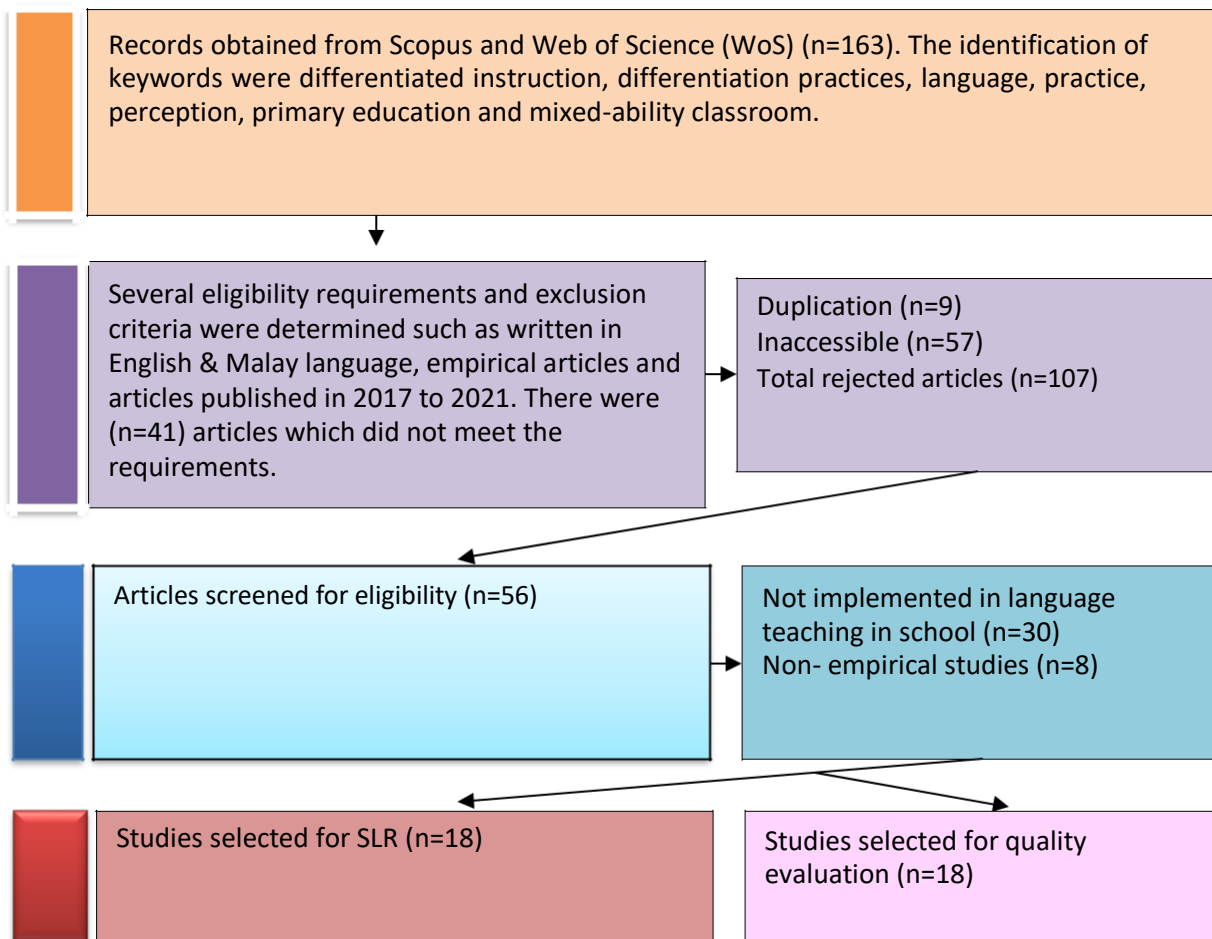 Records obtained from Scopus and Web of Science (WoS) (n=163). The identification of
keywords were differentiated instruction, differentiation practices, language, practice,
perception, primary education and mixed-ability classroom.
Several eligibility requirements and exclusion
criteria were determined such as written in
English & Malay language, empirical articles and
articles published in 2017 to 2021. There were
(n=41) articles which did not meet the
requirements.
Duplication (n=9)
Inaccessible (n=57)
Total rejected articles (n=107)
Articles screened for eligibility (n=56)
Not implemented in language
teaching in school (n=30)
Non- empirical studies (n=8)
Studies selected for SLR (n=18)
Studies selected for quality
evaluation (n=18)